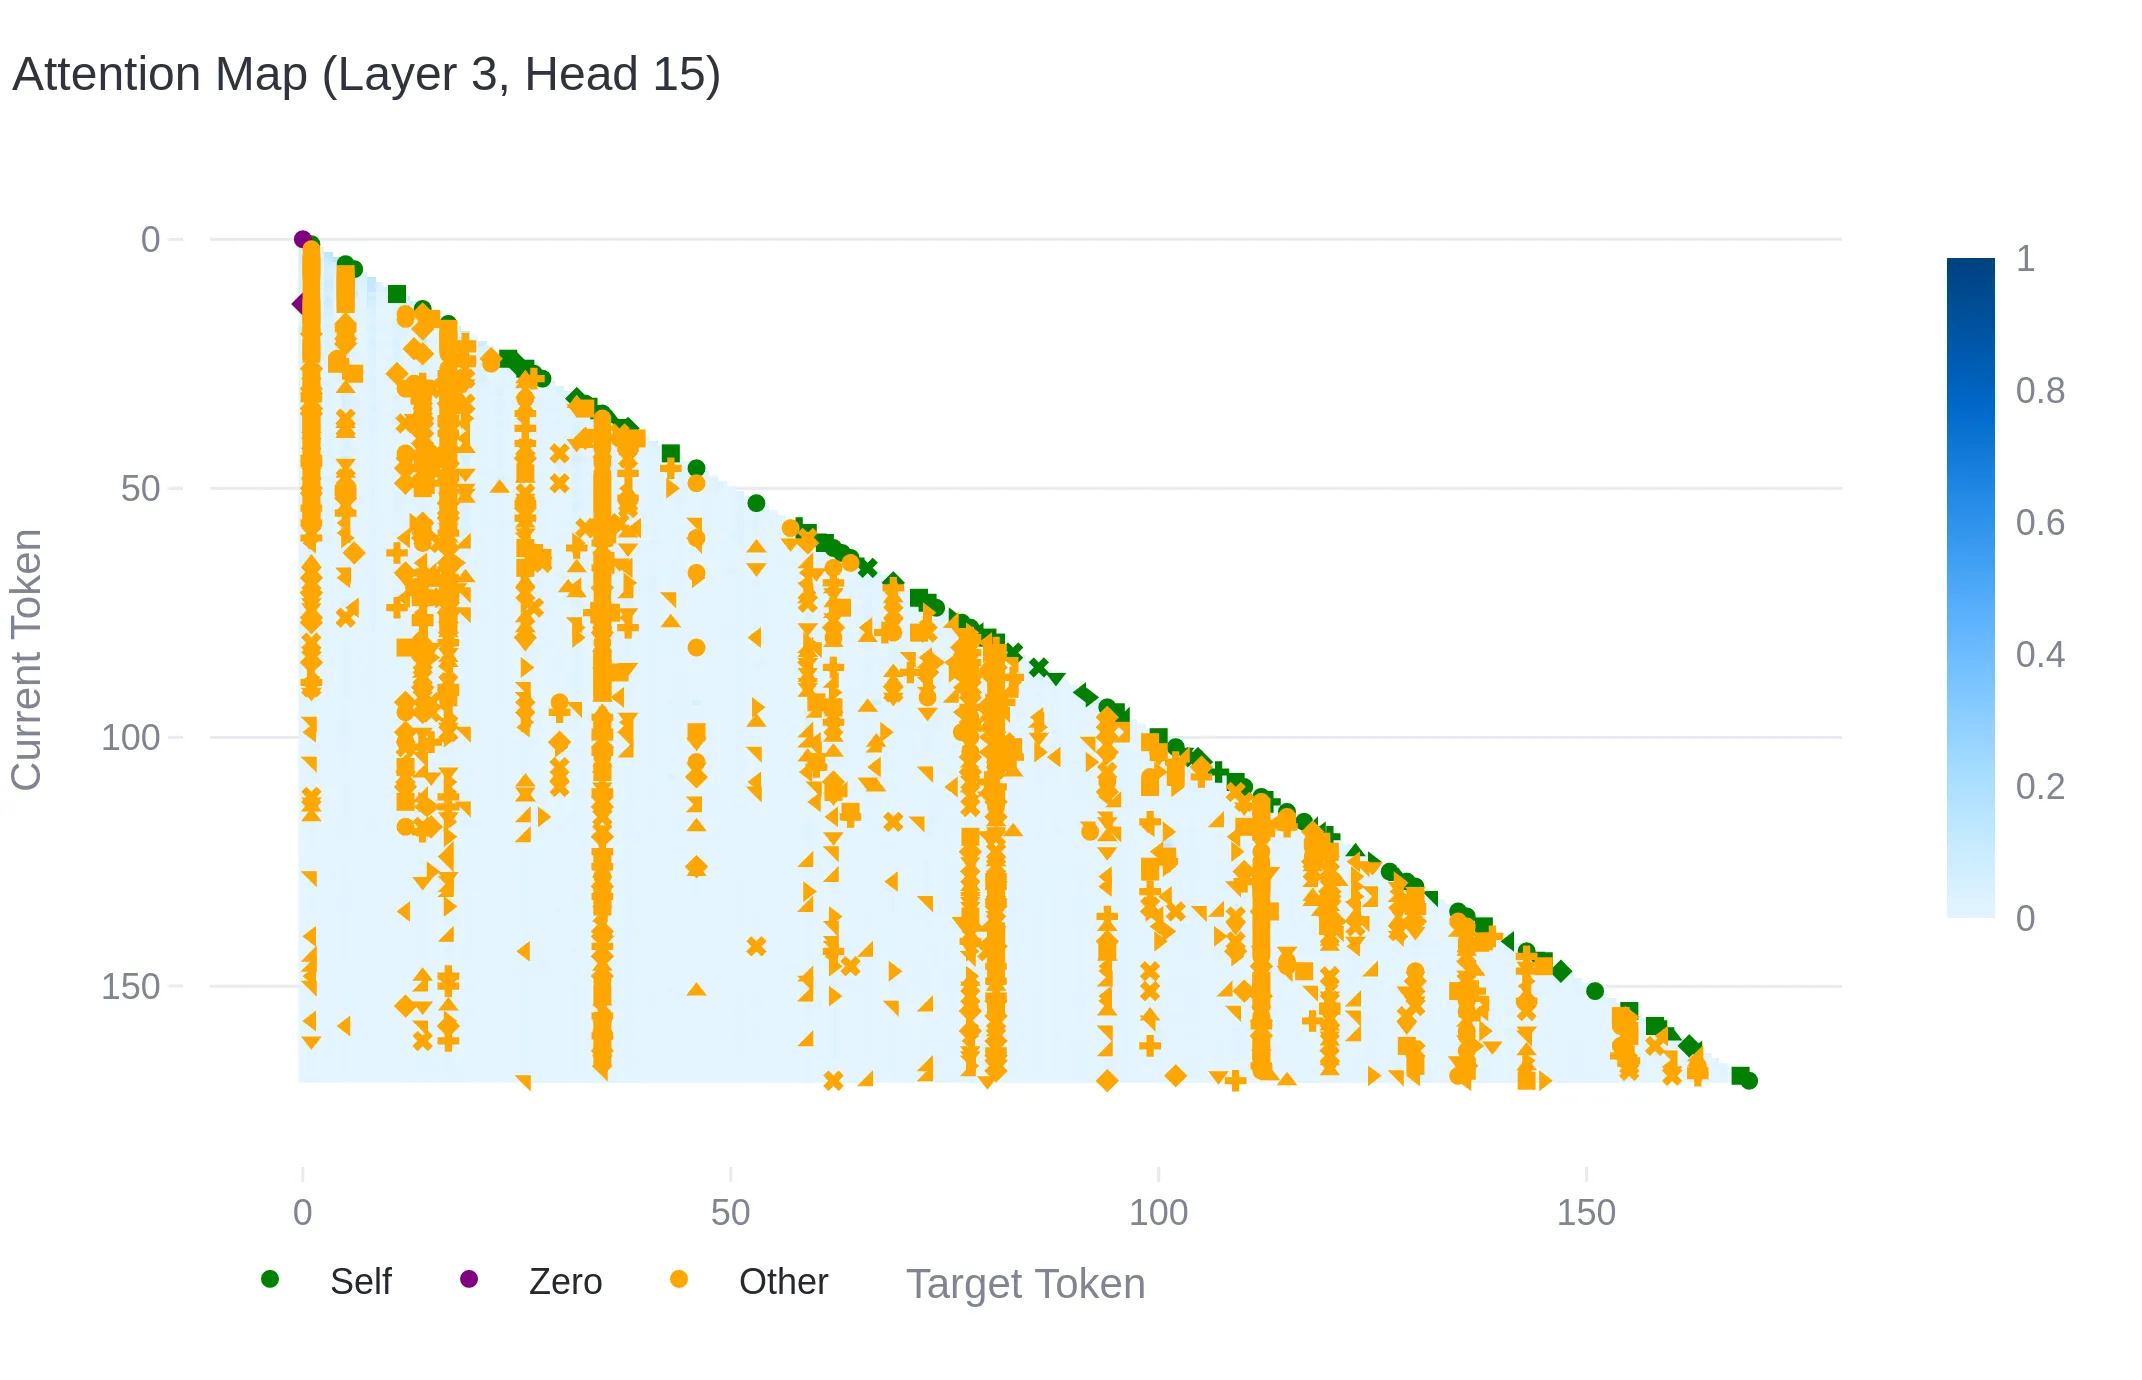 Attention Map (Layer 3, Head 15)
0
50
100
150
Current Token
0
50
100
150
Target Token
Self
Zero
Other
1
0.8
0.6
0.4
0.2
0